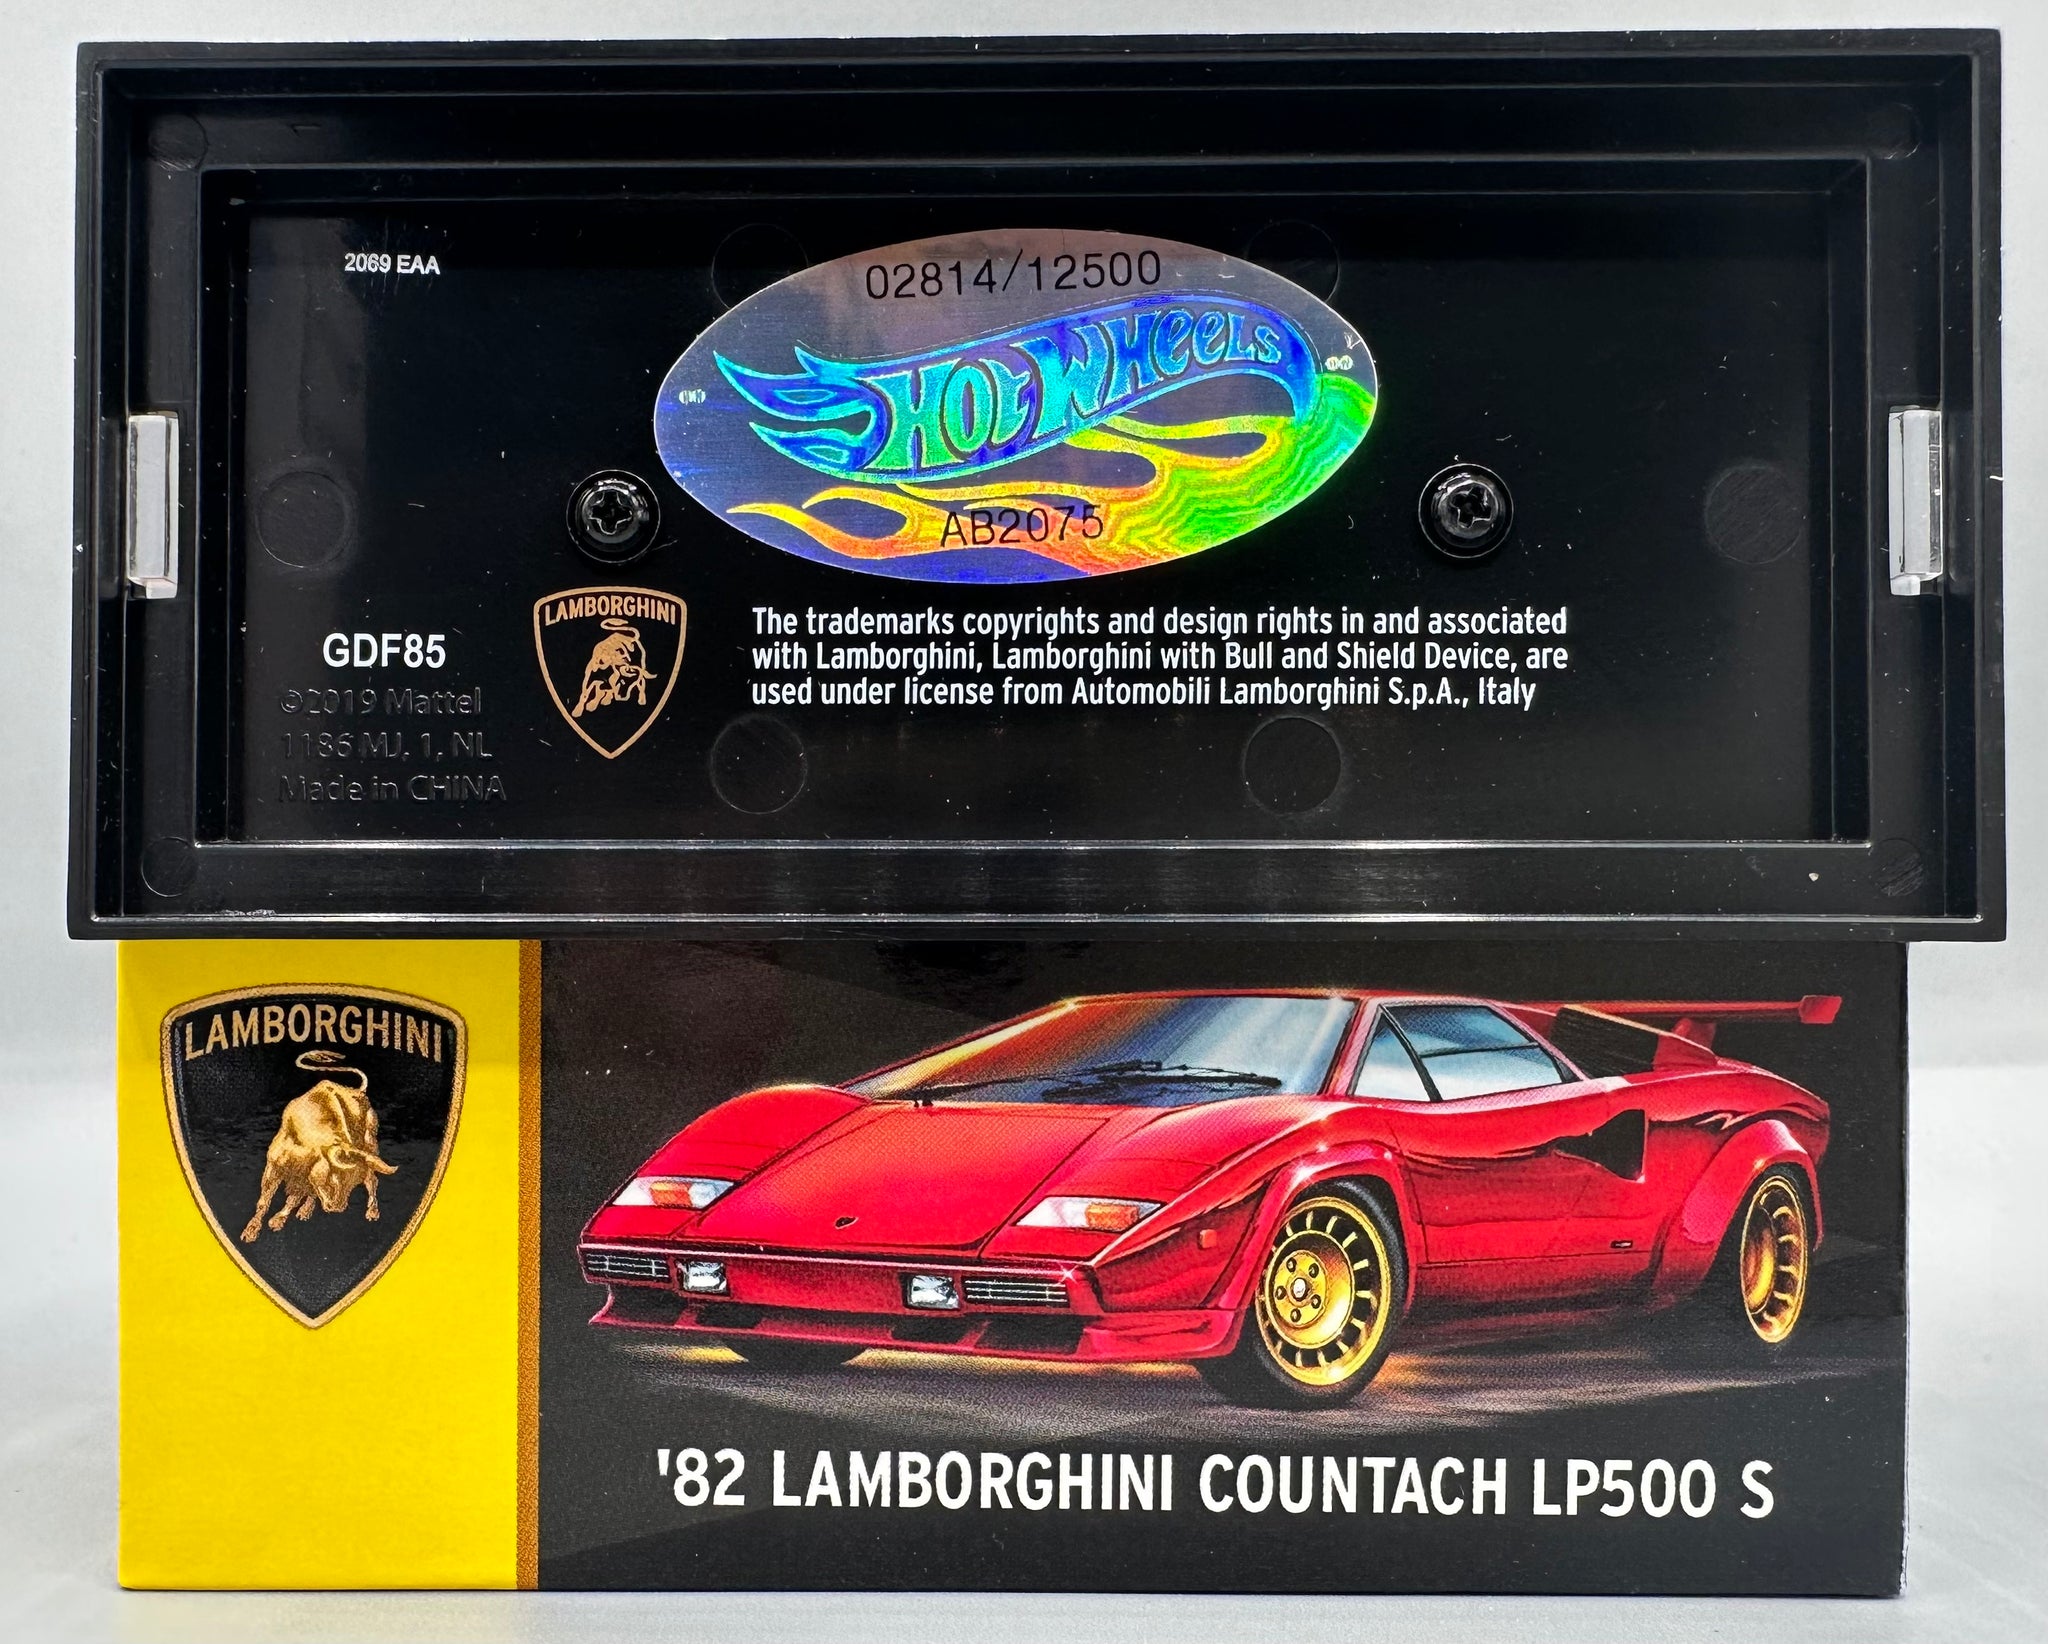 2069 EAA
02814/12500
HOT WHEELS
AB2075
GDF85
©2019 Mattel
1186 MJ, 1, NL
Made in CHINA
LAMBORGHINI
The trademarks copyrights and design rights in and associated
with Lamborghini, Lamborghini with Bull and Shield Device, are
used under license from Automobili Lamborghini S.p.A., Italy
LAMBORGHINI
'82 LAMBORGHINI COUNTACH LP500 S